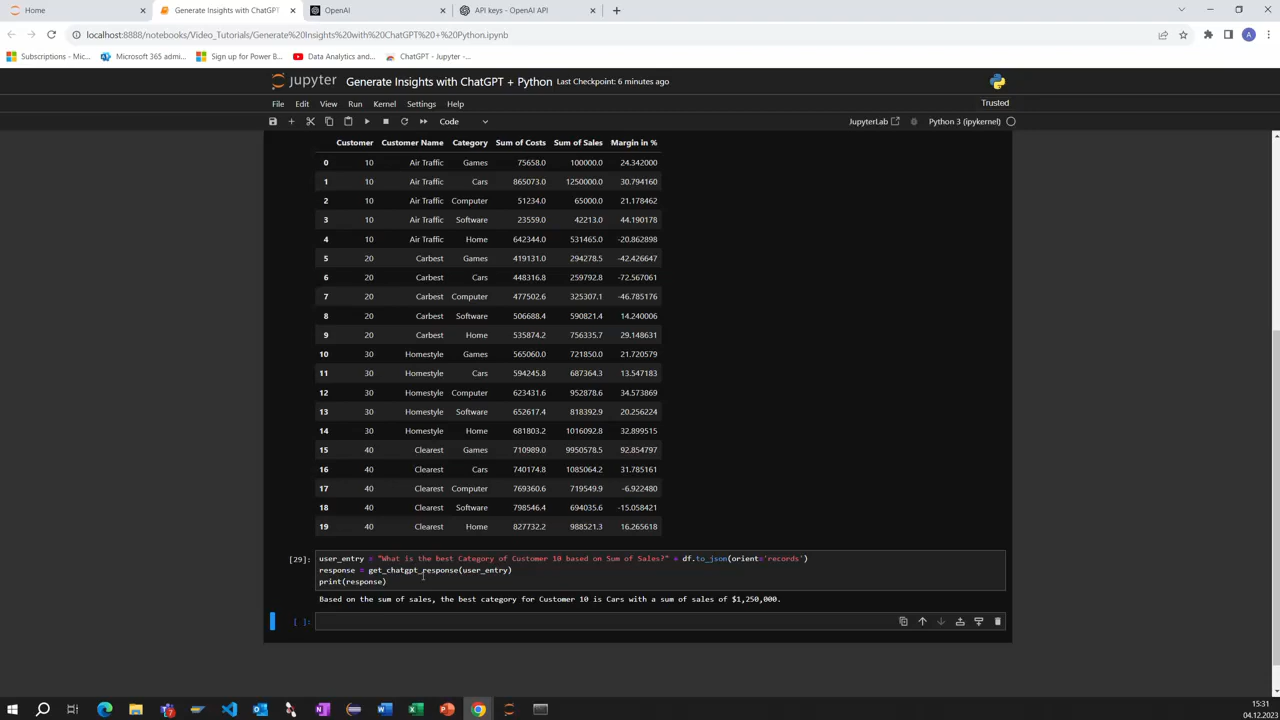 Home
Generate Insights with ChatGPT
OpenAI
API keys - OpenAI API
localhost:8888/notebooks/Video_Tutorials/Generate%20Insights%20with%20ChatGPT%20+%20Python.ipynb
Subscriptions - Mic...
Microsoft 365 admi...
Sign up for Power B...
Data Analytics and...
ChatGPT - Jupyter -...
jupyter Generate Insights with ChatGPT + Python Last Checkpoint: 6 minutes ago
File Edit View Run Kernel Settings Help
Trusted
Code
JupyterLab
Python 3 (ipykernel)
Customer Customer Name Category Sum of Costs Sum of Sales Margin in %
0 10 Air Traffic Games 75658.0 100000.0 24.342000
1 10 Air Traffic Cars 865073.0 1250000.0 30.794160
2 10 Air Traffic Computer 51234.0 65000.0 21.178462
3 10 Air Traffic Software 23559.0 42213.0 44.190178
4 10 Air Traffic Home 642344.0 531465.0 -20.862898
5 20 Carbest Games 419131.0 294278.5 -42.426647
6 20 Carbest Cars 448316.8 259792.8 -72.567061
7 20 Carbest Computer 477502.6 325307.1 -46.785176
8 20 Carbest Software 506688.4 590821.4 14.240006
9 20 Carbest Home 535874.2 756335.7 29.148631
10 30 Homestyle Games 565060.0 721850.0 21.720579
11 30 Homestyle Cars 594245.8 687364.3 13.547183
12 30 Homestyle Computer 623431.6 952878.6 34.573869
13 30 Homestyle Software 652617.4 818392.9 20.256224
14 30 Homestyle Home 681803.2 1016092.8 32.899515
15 40 Clearest Games 710989.0 9950578.5 92.854797
16 40 Clearest Cars 740174.8 1085064.2 31.785161
17 40 Clearest Computer 769360.6 719549.9 -6.922480
18 40 Clearest Software 798546.4 694035.6 -15.058421
19 40 Clearest Home 827732.2 988521.3 16.265618
[29]: user_entry = "What is the best Category of Customer 10 based on Sum of Sales?" + df.to_json(orient='records')
response = get_chatgpt_response(user_entry)
print(response)
Based on the sum of sales, the best category for Customer 10 is Cars with a sum of sales of $1,250,000.
[ ]:
15:31
04.12.2023